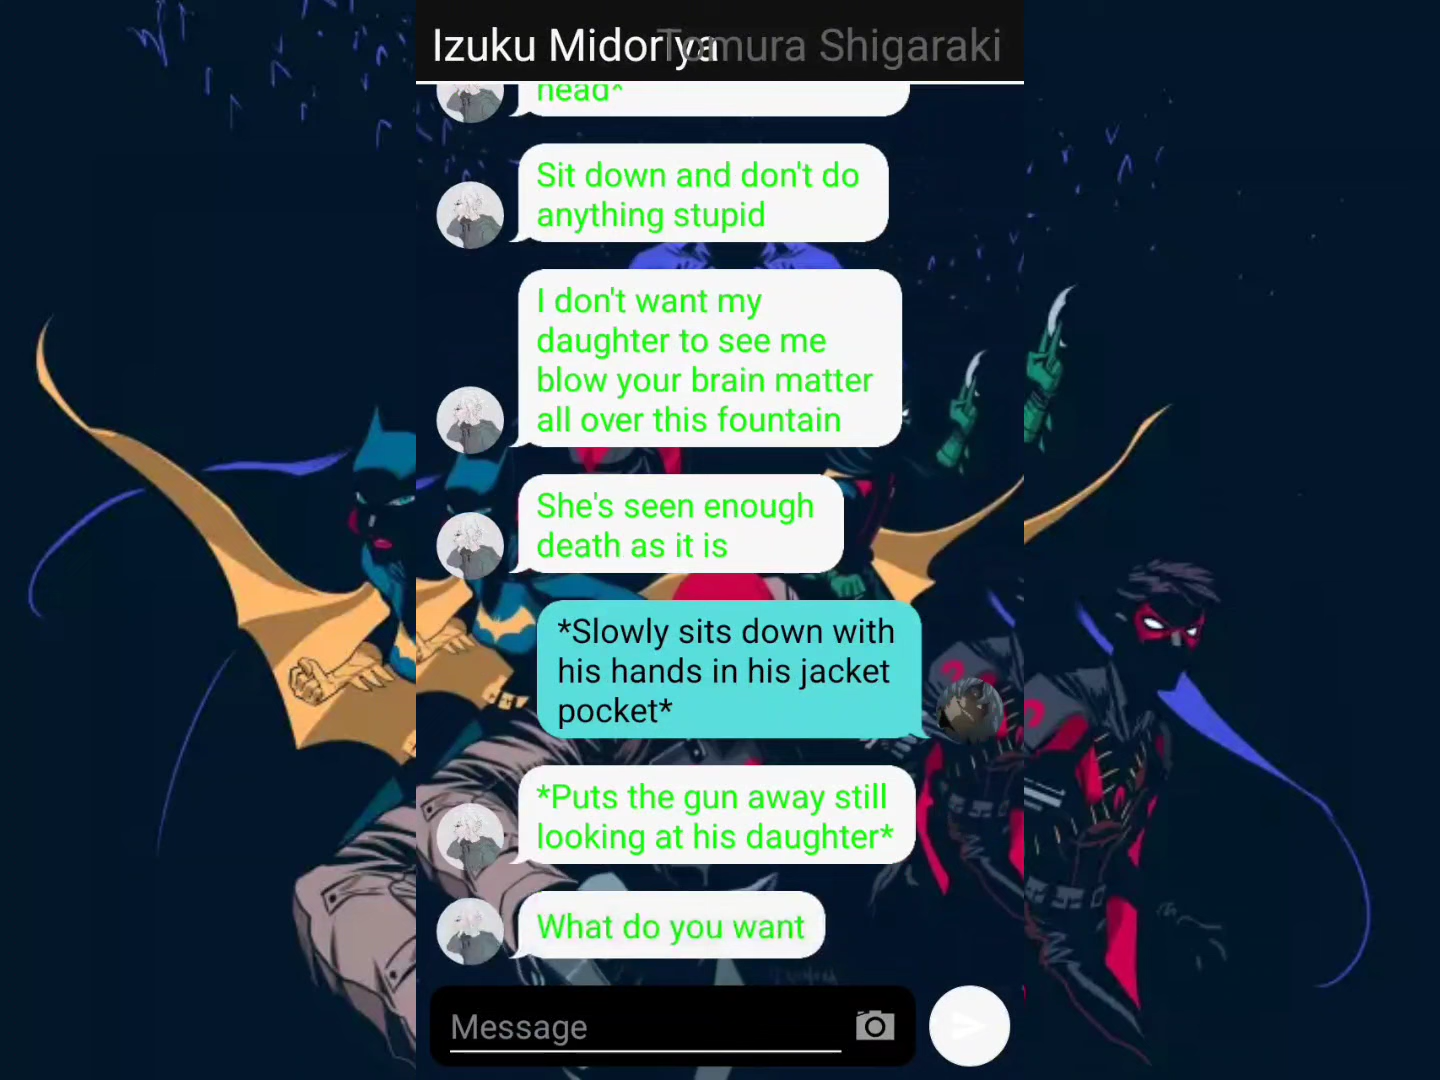 Izuku Midoriya
Tomura Shigaraki
head*
Sit down and don't do
anything stupid
I don't want my
daughter to see me
blow your brain matter
all over this fountain
She's seen enough
death as it is
*Slowly sits down with
his hands in his jacket
pocket*
*Puts the gun away still
looking at his daughter*
What do you want
Message